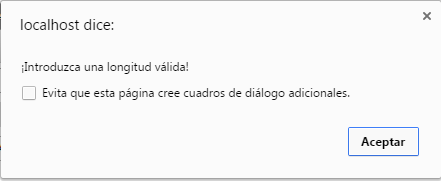 localhost dice:
¡Introduzca una longitud válida!
Evita que esta página cree cuadros de diálogo adicionales.
Aceptar